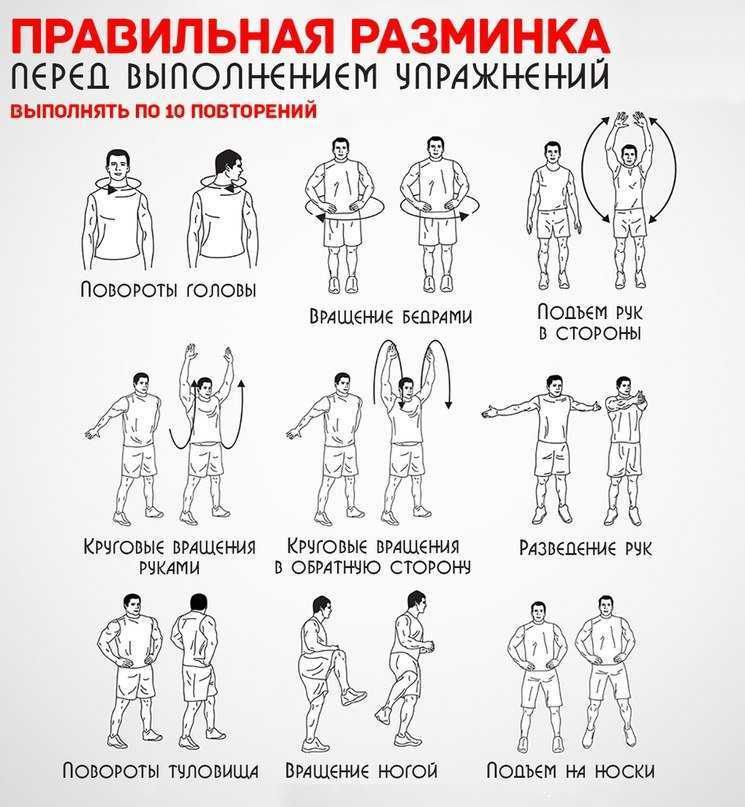 ПРАВИЛЬНАЯ РАЗМИНКА
ПЕРЕД ВЫПОЛНЕНИЕМ УПРАЖНЕНИЙ
ВЫПОЛНЯТЬ ПО 10 ПОВТОРЕНИЙ
Повороты головы
Вращение бедрами
Подъем рук
в стороны
Круговые вращения
руками
Круговые вращения
в обратную сторону
Разведение рук
Повороты туловища
Вращение ногой
Подъем на носки